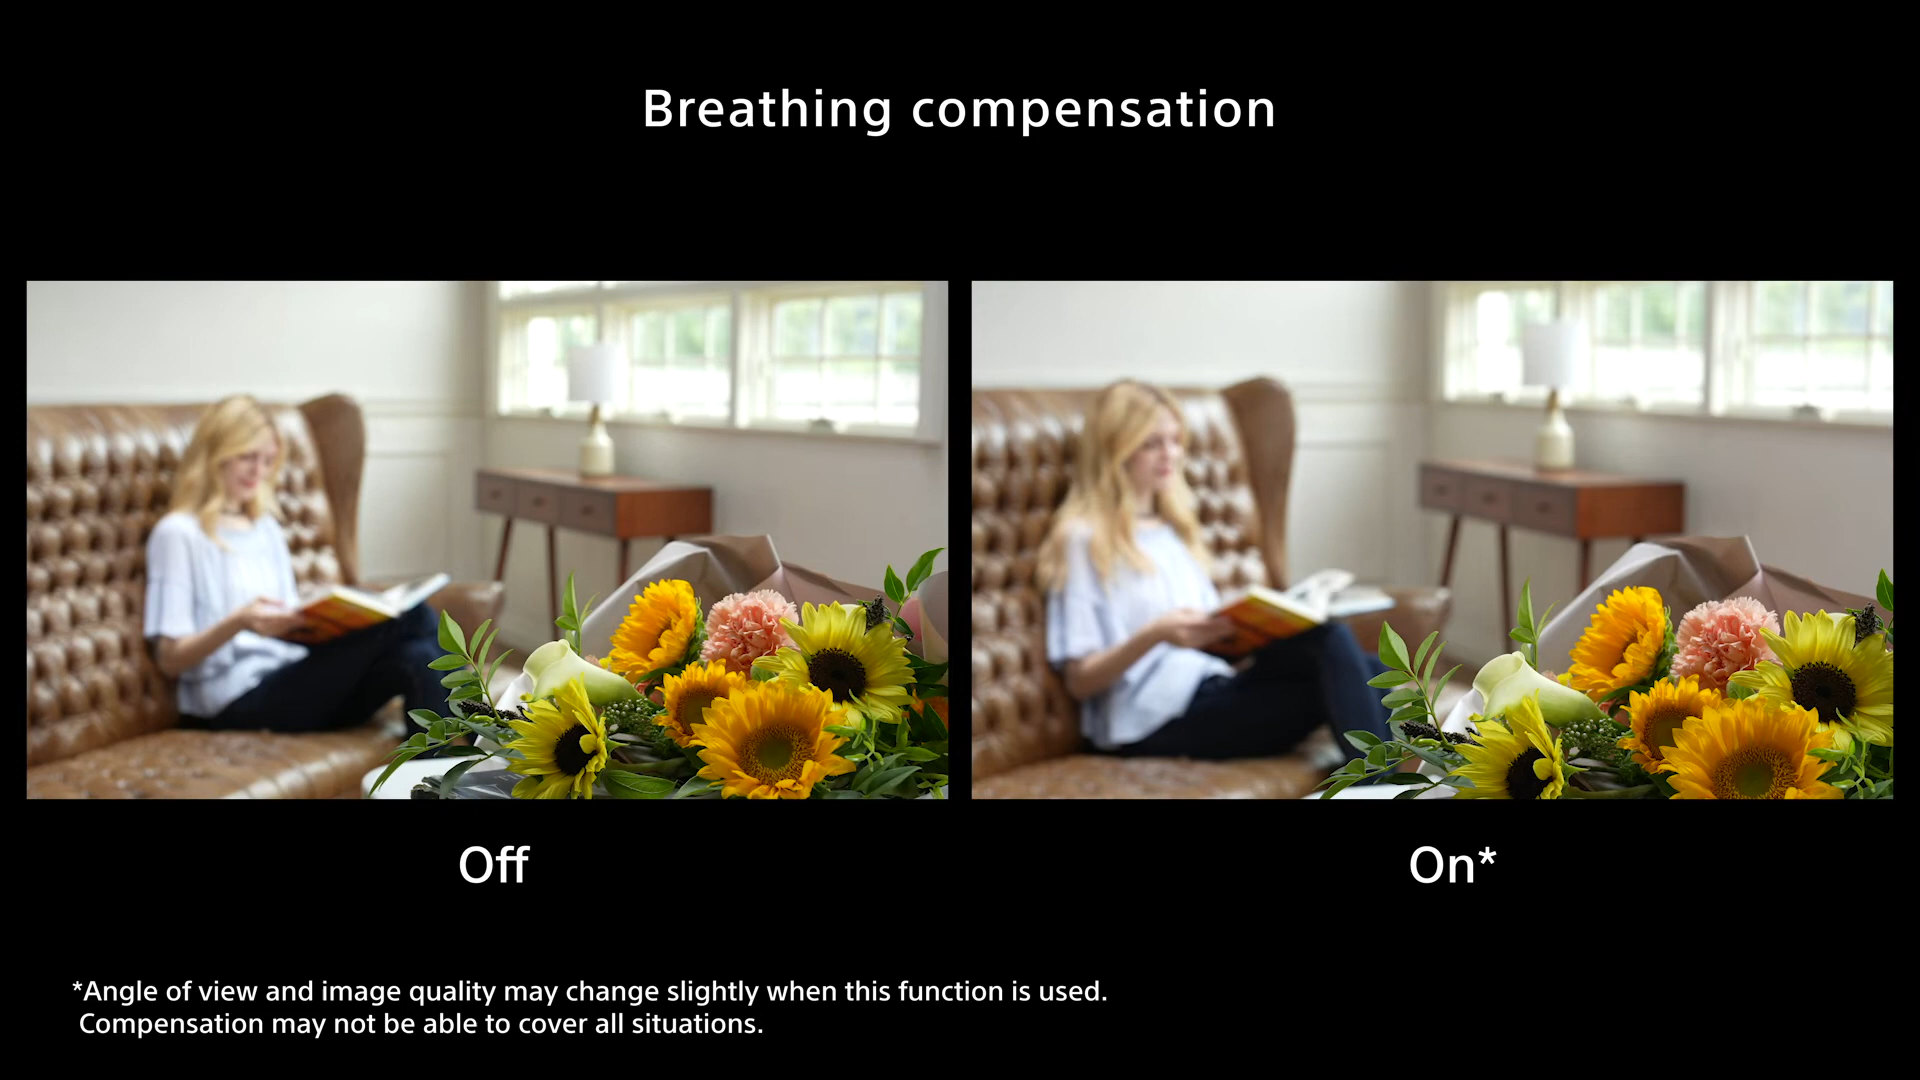 Breathing compensation
Off
On*
*Angle of view and image quality may change slightly when this function is used.
Compensation may not be able to cover all situations.